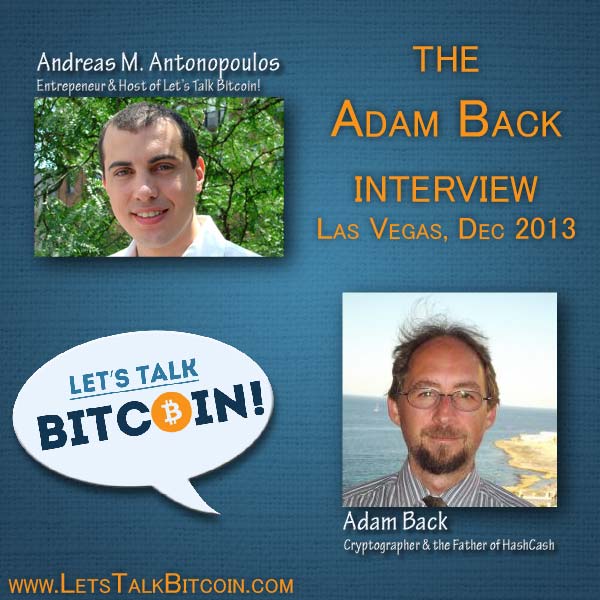 Andreas M. Antonopoulos
Entrepeneur & Host of Let's Talk Bitcoin!
THE
ADAM BACK
INTERVIEW
LAS VEGAS, DEC 2013
LET'S TALK
BITCOIN!
Adam Back
Cryptographer & the Father of HashCash
WWW.LETSTALKBITCOIN.COM